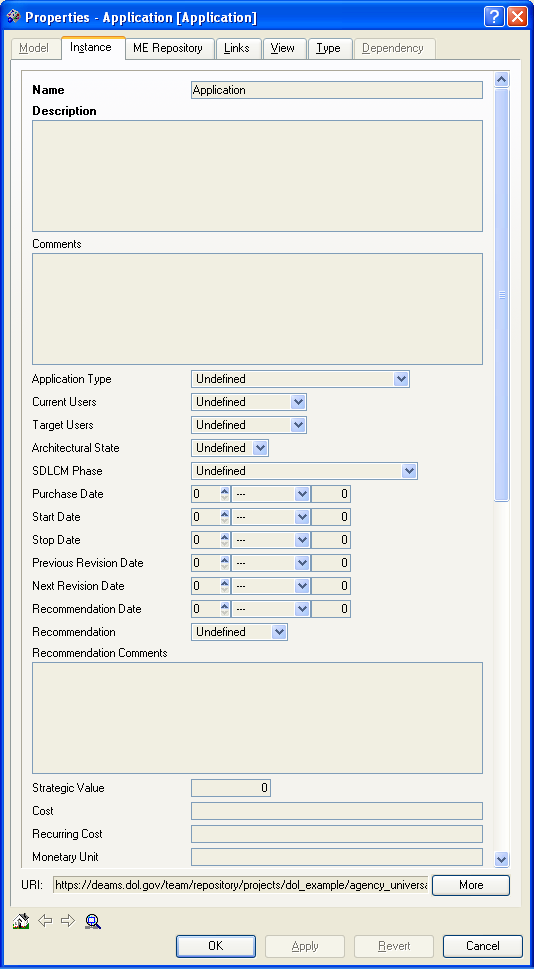 Properties - Application [Application]
Model Instance ME Repository Links View Type Dependency
Name Application
Description
Comments
Application Type Undefined
Current Users Undefined
Target Users Undefined
Architectural State Undefined
SDLCM Phase Undefined
Purchase Date 0 --- 0
Start Date 0 --- 0
Stop Date 0 --- 0
Previous Revision Date 0 --- 0
Next Revision Date 0 --- 0
Recommendation Date 0 --- 0
Recommendation Undefined
Recommendation Comments
Strategic Value 0
Cost
Recurring Cost
Monetary Unit
URI: https://deams.dol.gov/team/repository/projects/dol_example/agency_universa More
OK Apply Revert Cancel